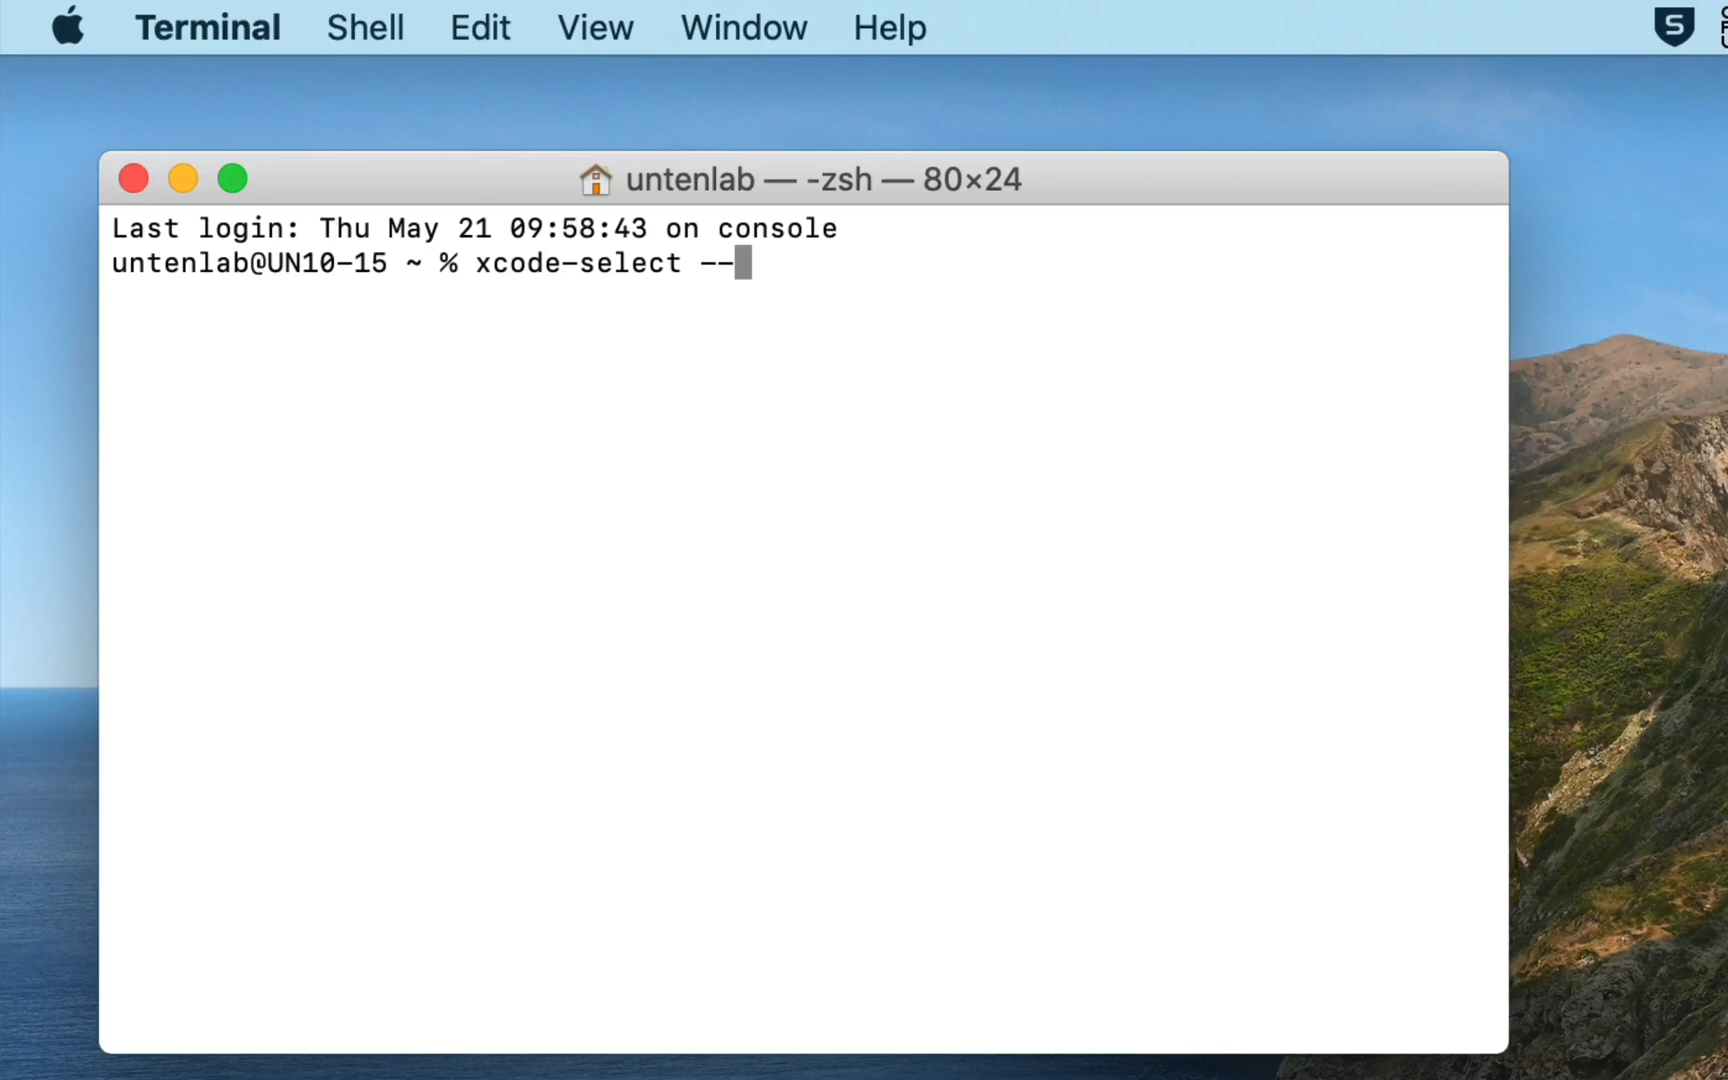 Terminal Shell Edit View Window Help S
untenlab — -zsh — 80×24
Last login: Thu May 21 09:58:43 on console
untenlab@UN10-15 ~ % xcode-select --